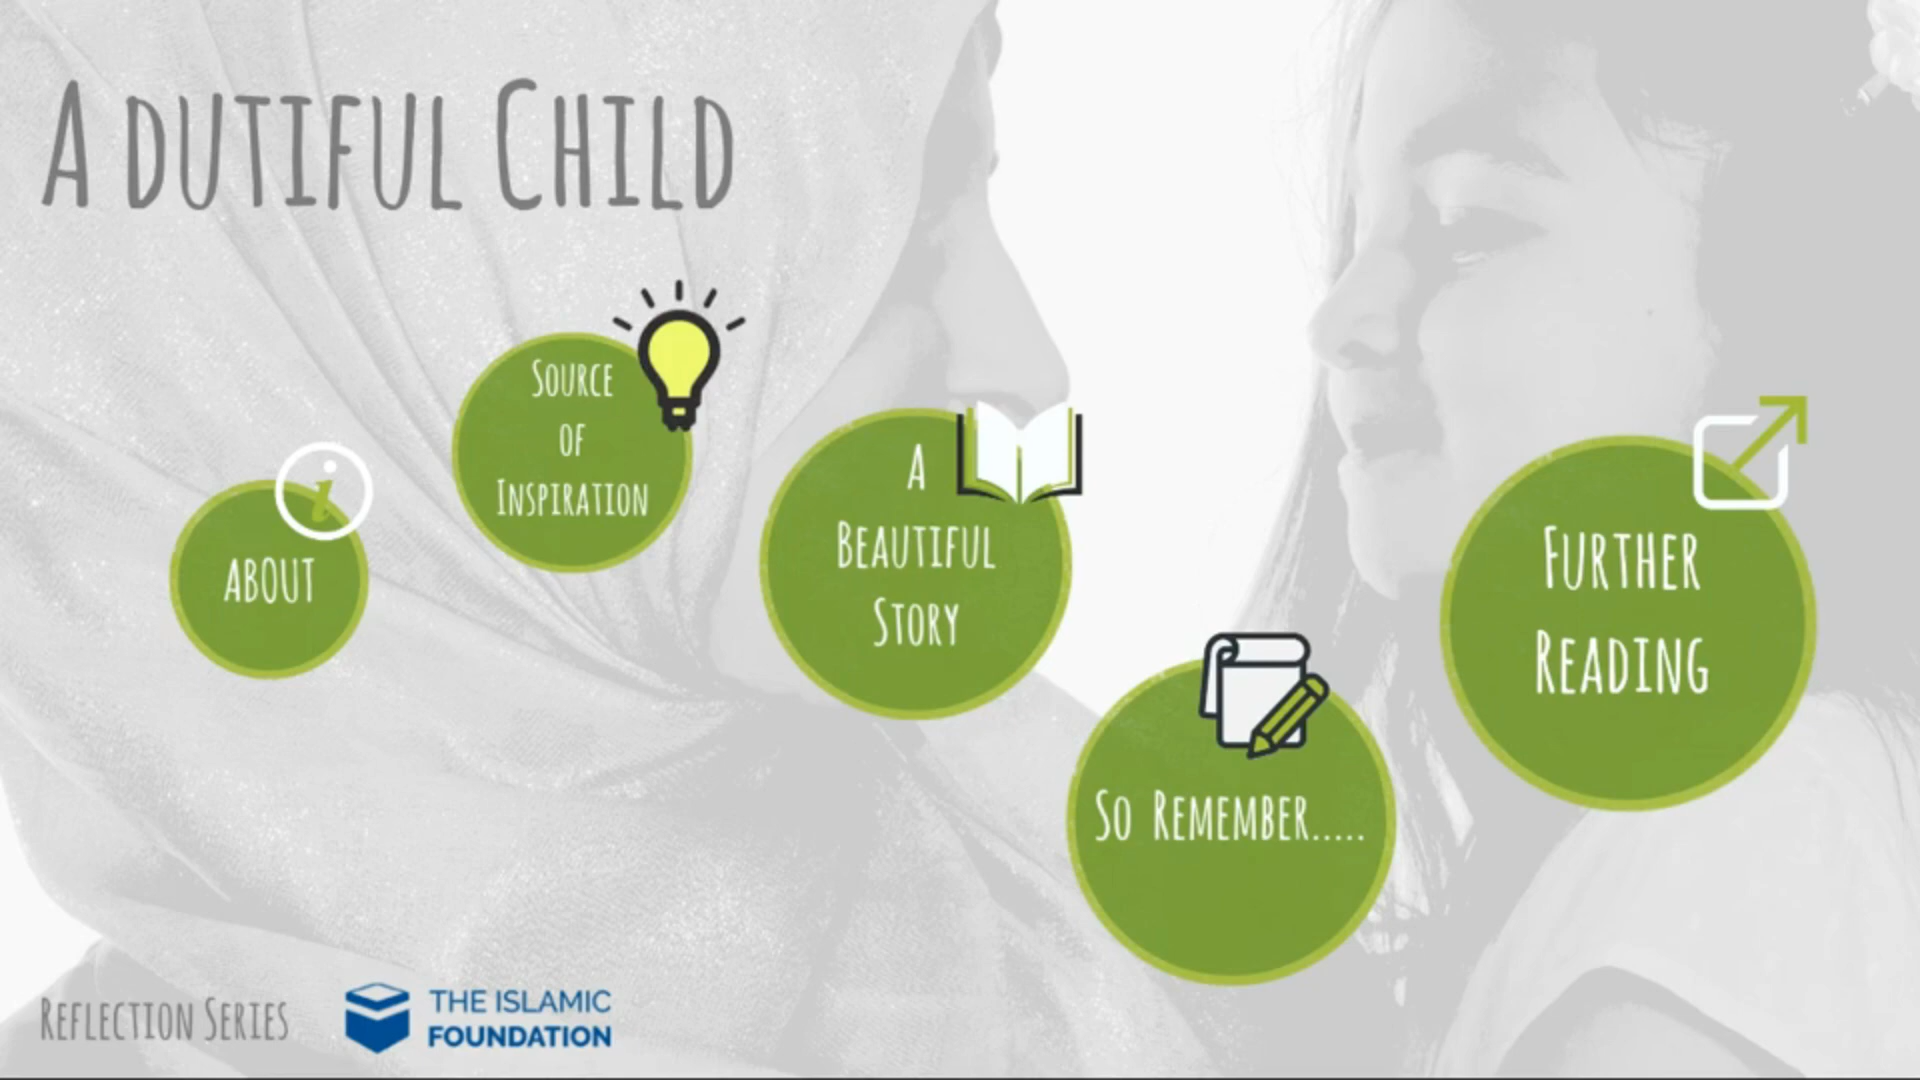 A DUTIFUL CHILD
SOURCE
OF
INSPIRATION
ABOUT
A
BEAUTIFUL
STORY
FURTHER
READING
SO REMEMBER.....
REFLECTION SERIES
THE ISLAMIC
FOUNDATION